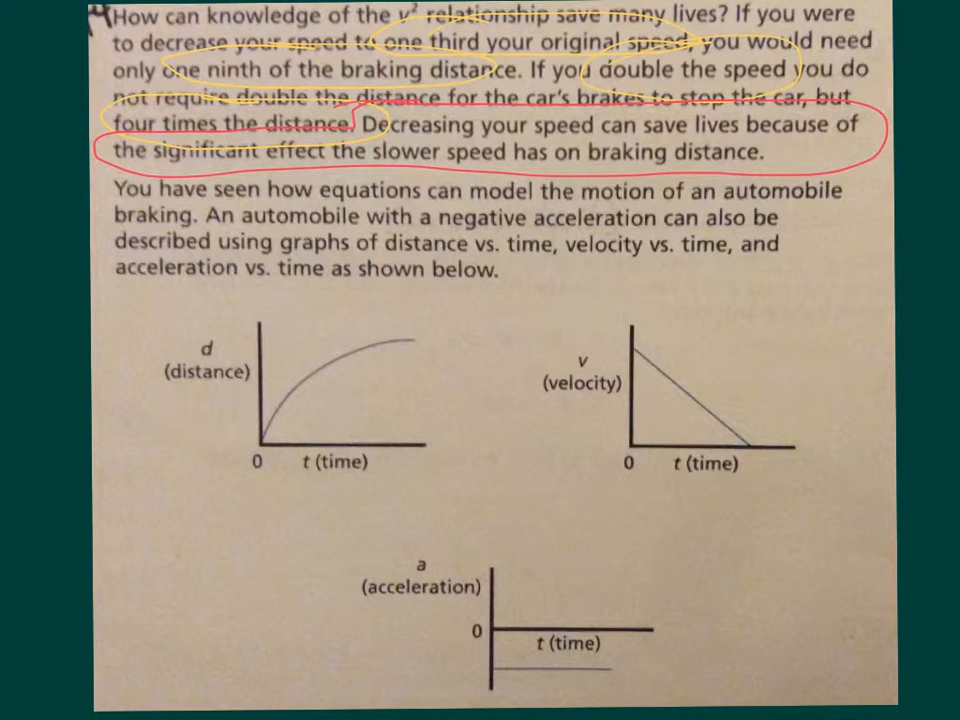 How can knowledge of the v² relationship save many lives? If you were
to decrease your speed to one third your original speed, you would need
only one ninth of the braking distance. If you double the speed you do
not require double the distance for the car's brakes to stop the car, but
four times the distance. Decreasing your speed can save lives because of
the significant effect the slower speed has on braking distance.
You have seen how equations can model the motion of an automobile
braking. An automobile with a negative acceleration can also be
described using graphs of distance vs. time, velocity vs. time, and
acceleration vs. time as shown below.
d
(distance)
0 t (time)
v
(velocity)
0 t (time)
a
(acceleration)
0
t (time)